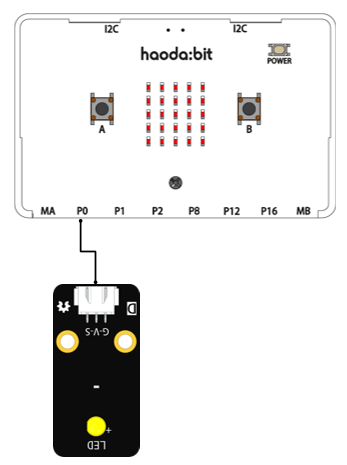 I2C I2C
haoda:bit
POWER
A B
MA P0 P1 P2 P8 P12 P16 MB
D
G-V-S
-
+
LED